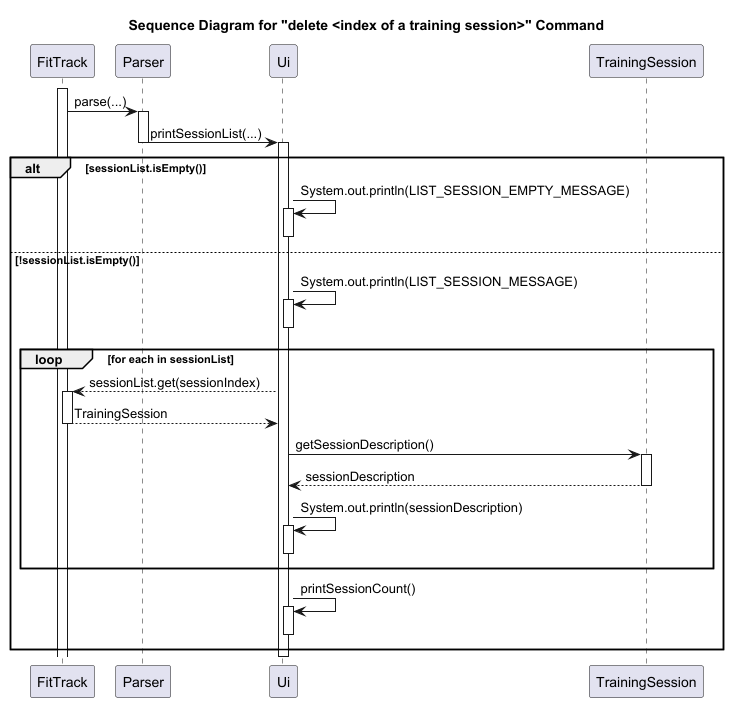 Sequence Diagram for "delete <index of a training session>" Command
FitTrack Parser Ui TrainingSession
parse(...)
printSessionList(...)
alt [sessionList.isEmpty()]
System.out.println(LIST_SESSION_EMPTY_MESSAGE)
[!sessionList.isEmpty()]
System.out.println(LIST_SESSION_MESSAGE)
loop [for each in sessionList]
sessionList.get(sessionIndex)
TrainingSession
getSessionDescription()
sessionDescription
System.out.println(sessionDescription)
printSessionCount()
FitTrack Parser Ui TrainingSession